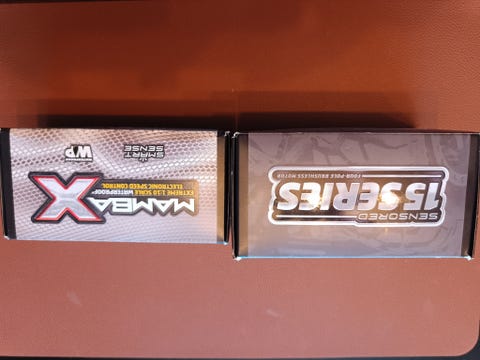 SENSORED
15 SERIES
FOUR-POLE BRUSHLESS MOTOR
MAMBA X
EXTREME 1:10 SCALE WATERPROOF
ELECTRONIC SPEED CONTROL
SMART
SENSE
WP